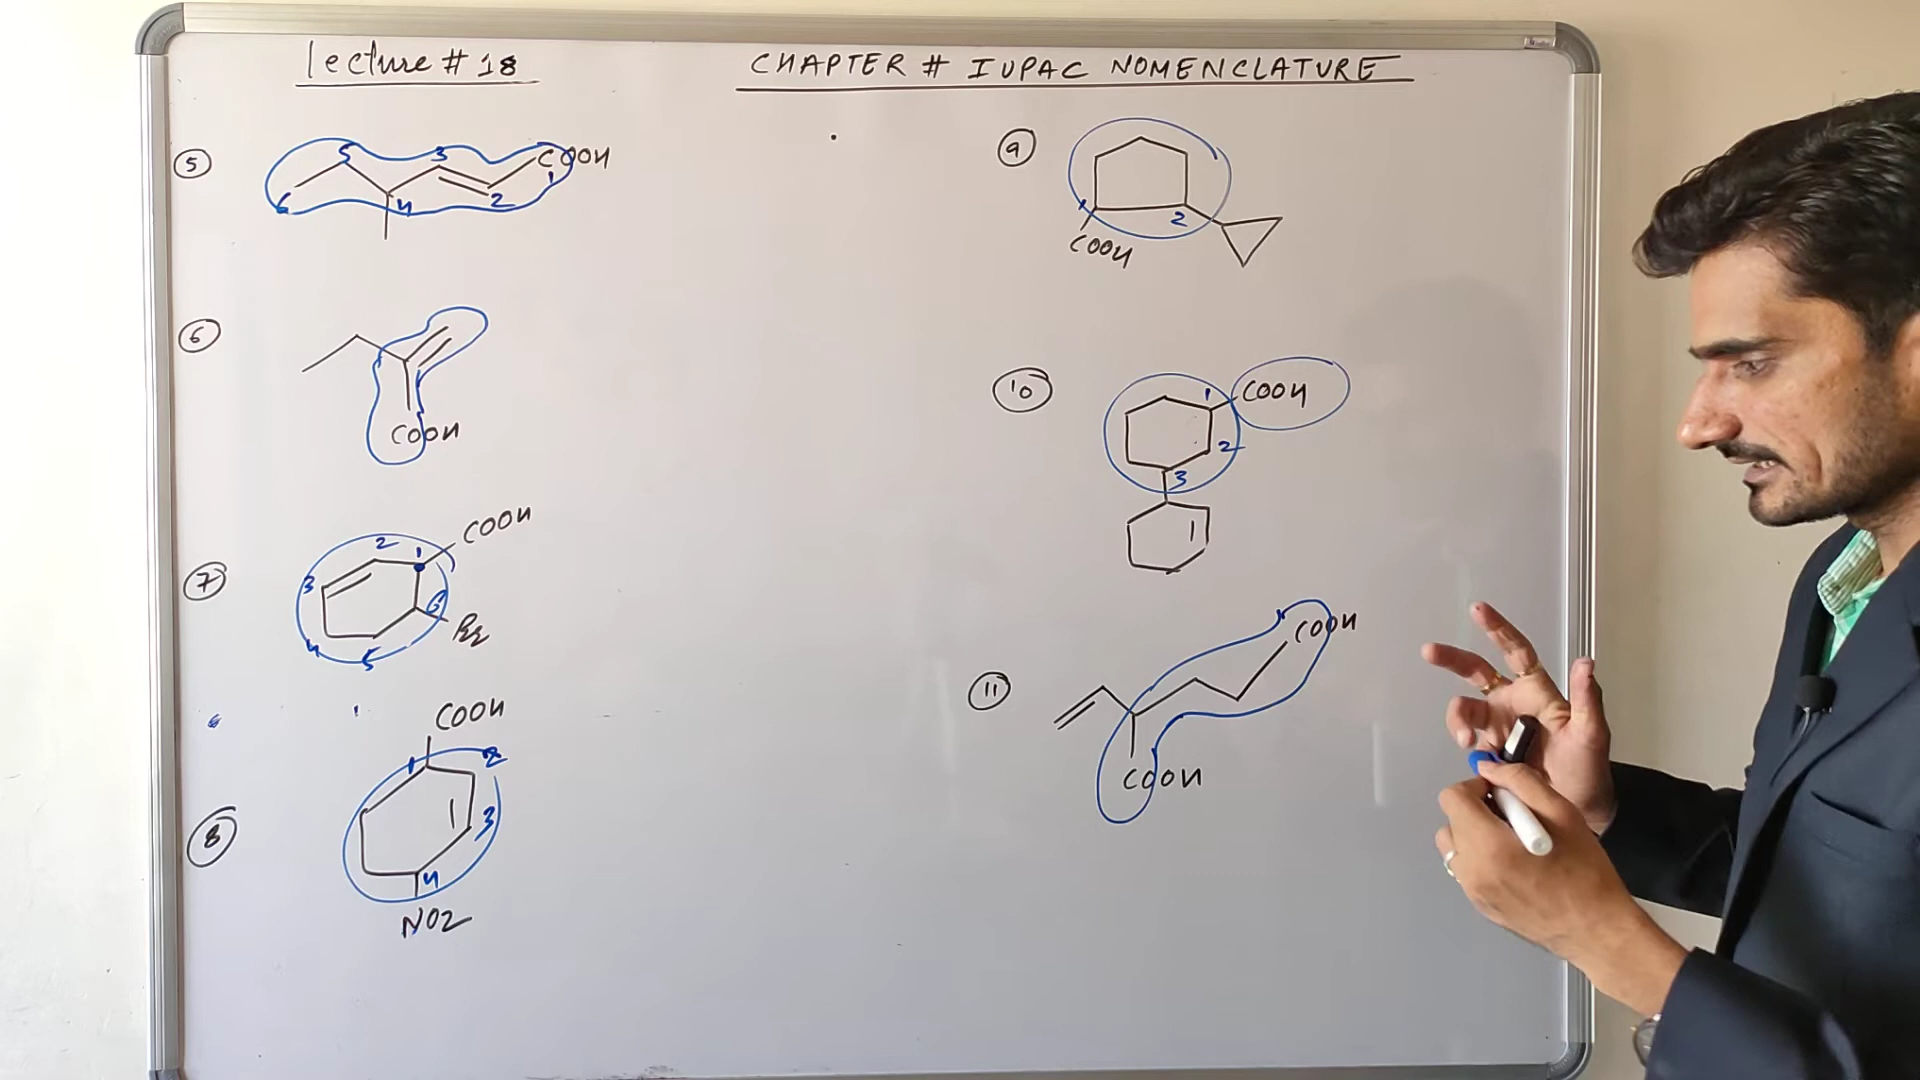 lecture # 18
CHAPTER # IUPAC NOMENCLATURE
5
COOH
6 5 4 3 2 1
6
COOH
7
COOH
Br
1 2 3 4 5 6
8
COOH
1 2 3 4
NO2
9
1 2
COOH
10
COOH
1 2 3
11
COOH
COOH